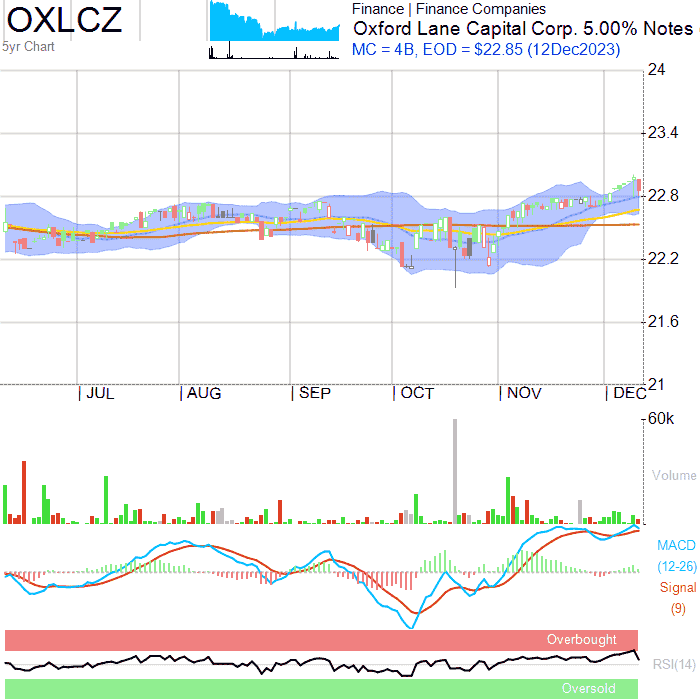 OXLCZ
5yr Chart
Finance | Finance Companies
Oxford Lane Capital Corp. 5.00% Notes (
MC = 4B, EOD = $22.85 (12Dec2023)
24
23.4
22.8
22.2
21.6
21
| JUL | AUG | SEP | OCT | NOV | DEC
60k
Volume
MACD
(12-26)
Signal
(9)
Overbought
RSI(14)
Oversold